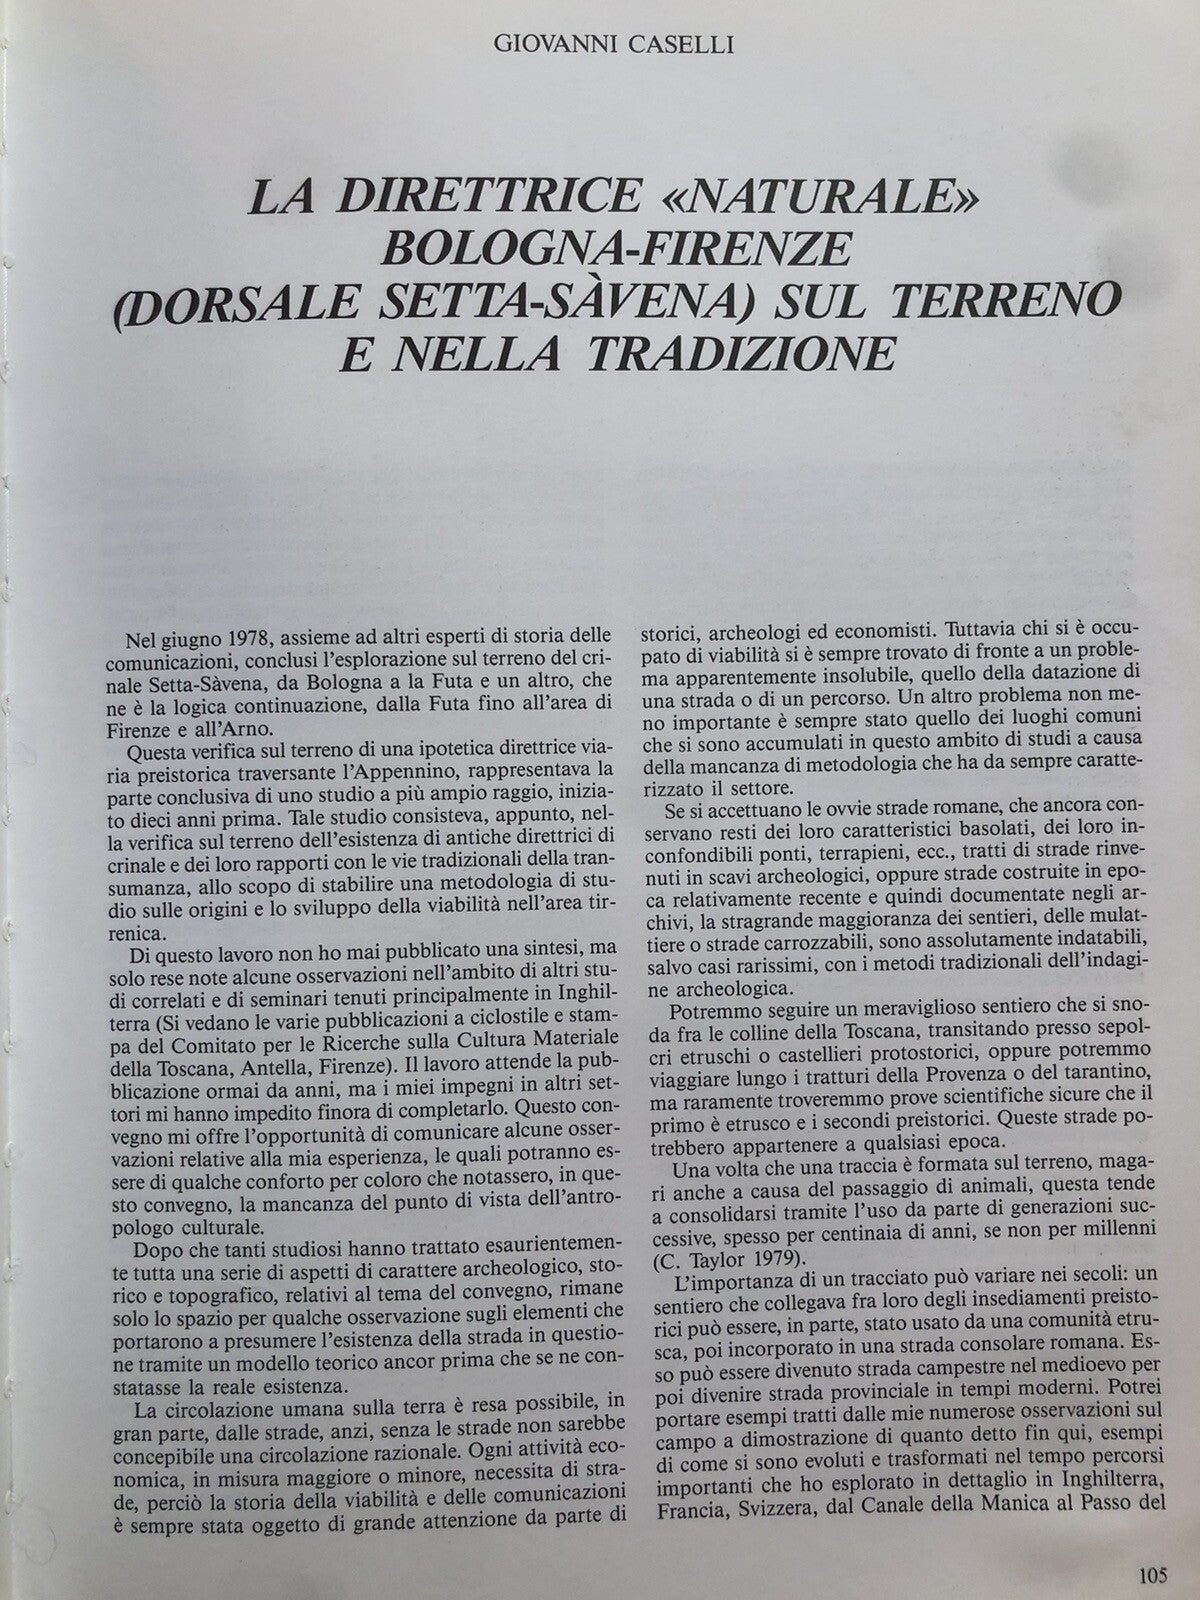 GIOVANNI CASELLI
LA DIRETTRICE «NATURALE»
BOLOGNA-FIRENZE
(DORSALE SETTA-SÀVENA) SUL TERRENO
E NELLA TRADIZIONE
Nel giugno 1978, assieme ad altri esperti di storia delle
comunicazioni, conclusi l'esplorazione sul terreno del cri-
nale Setta-Sàvena, da Bologna a la Futa e un altro, che
ne è la logica continuazione, dalla Futa fino all'area di
Firenze e all'Arno.
Questa verifica sul terreno di una ipotetica direttrice via-
ria preistorica traversante l'Appennino, rappresentava la
parte conclusiva di uno studio a più ampio raggio, inizia-
to dieci anni prima. Tale studio consisteva, appunto, nel-
la verifica sul terreno dell'esistenza di antiche direttrici di
crinale e dei loro rapporti con le vie tradizionali della tran-
sumanza, allo scopo di stabilire una metodologia di stu-
dio sulle origini e lo sviluppo della viabilità nell'area tir-
renica.
Di questo lavoro non ho mai pubblicato una sintesi, ma
solo rese note alcune osservazioni nell'ambito di altri stu-
di correlati e di seminari tenuti principalmente in Inghil-
terra (Si vedano le varie pubblicazioni a ciclostile e stam-
pa del Comitato per le Ricerche sulla Cultura Materiale
della Toscana, Antella, Firenze). Il lavoro attende la pub-
blicazione ormai da anni, ma i miei impegni in altri set-
tori mi hanno impedito finora di completarlo. Questo con-
vegno mi offre l'opportunità di comunicare alcune osser-
vazioni relative alla mia esperienza, le quali potranno es-
sere di qualche conforto per coloro che notassero, in que-
sto convegno, la mancanza del punto di vista dell'antro-
pologo culturale.
Dopo che tanti studiosi hanno trattato esaurientemen-
te tutta una serie di aspetti di carattere archeologico, sto-
rico e topografico, relativi al tema del convegno, rimane
solo lo spazio per qualche osservazione sugli elementi che
portarono a presumere l'esistenza della strada in questio-
ne tramite un modello teorico ancor prima che se ne con-
statasse la reale esistenza.
La circolazione umana sulla terra è resa possibile, in
gran parte, dalle strade, anzi, senza le strade non sarebbe
concepibile una circolazione razionale. Ogni attività eco-
nomica, in misura maggiore o minore, necessita di stra-
de, perciò la storia della viabilità e delle comunicazioni
è sempre stata oggetto di grande attenzione da parte di
storici, archeologi ed economisti. Tuttavia chi si è occu-
pato di viabilità si è sempre trovato di fronte a un proble-
ma apparentemente insolubile, quello della datazione di
una strada o di un percorso. Un altro problema non me-
no importante è sempre stato quello dei luoghi comuni
che si sono accumulati in questo ambito di studi a causa
della mancanza di metodologia che ha da sempre caratte-
rizzato il settore.
Se si accettuano le ovvie strade romane, che ancora con-
servano resti dei loro caratteristici basolati, dei loro in-
confondibili ponti, terrapieni, ecc., tratti di strade rinve-
nuti in scavi archeologici, oppure strade costruite in epo-
ca relativamente recente e quindi documentate negli ar-
chivi, la stragrande maggioranza dei sentieri, delle mulat-
tiere o strade carrozzabili, sono assolutamente indatabili,
salvo casi rarissimi, con i metodi tradizionali dell'indagi-
ne archeologica.
Potremmo seguire un meraviglioso sentiero che si sno-
da fra le colline della Toscana, transitando presso sepol-
cri etruschi o castellieri protostorici, oppure potremmo
viaggiare lungo i tratturi della Provenza o del tarantino,
ma raramente troveremmo prove scientifiche sicure che il
primo è etrusco e i secondi preistorici. Queste strade po-
trebbero appartenere a qualsiasi epoca.
Una volta che una traccia è formata sul terreno, maga-
ri anche a causa del passaggio di animali, questa tende
a consolidarsi tramite l'uso da parte di generazioni suc-
cessive, spesso per centinaia di anni, se non per millenni
(C. Taylor 1979).
L'importanza di un tracciato può variare nei secoli: un
sentiero che collegava fra loro degli insediamenti preisto-
rici può essere, in parte, stato usato da una comunità etru-
sca, poi incorporato in una strada consolare romana. Es-
so può essere divenuto strada campestre nel medioevo per
poi divenire strada provinciale in tempi moderni. Potrei
portare esempi tratti dalle mie numerose osservazioni sul
campo a dimostrazione di quanto detto fin qui, esempi
di come si sono evoluti e trasformati nel tempo percorsi
importanti che ho esplorato in dettaglio in Inghilterra,
Francia, Svizzera, dal Canale della Manica al Passo del
105